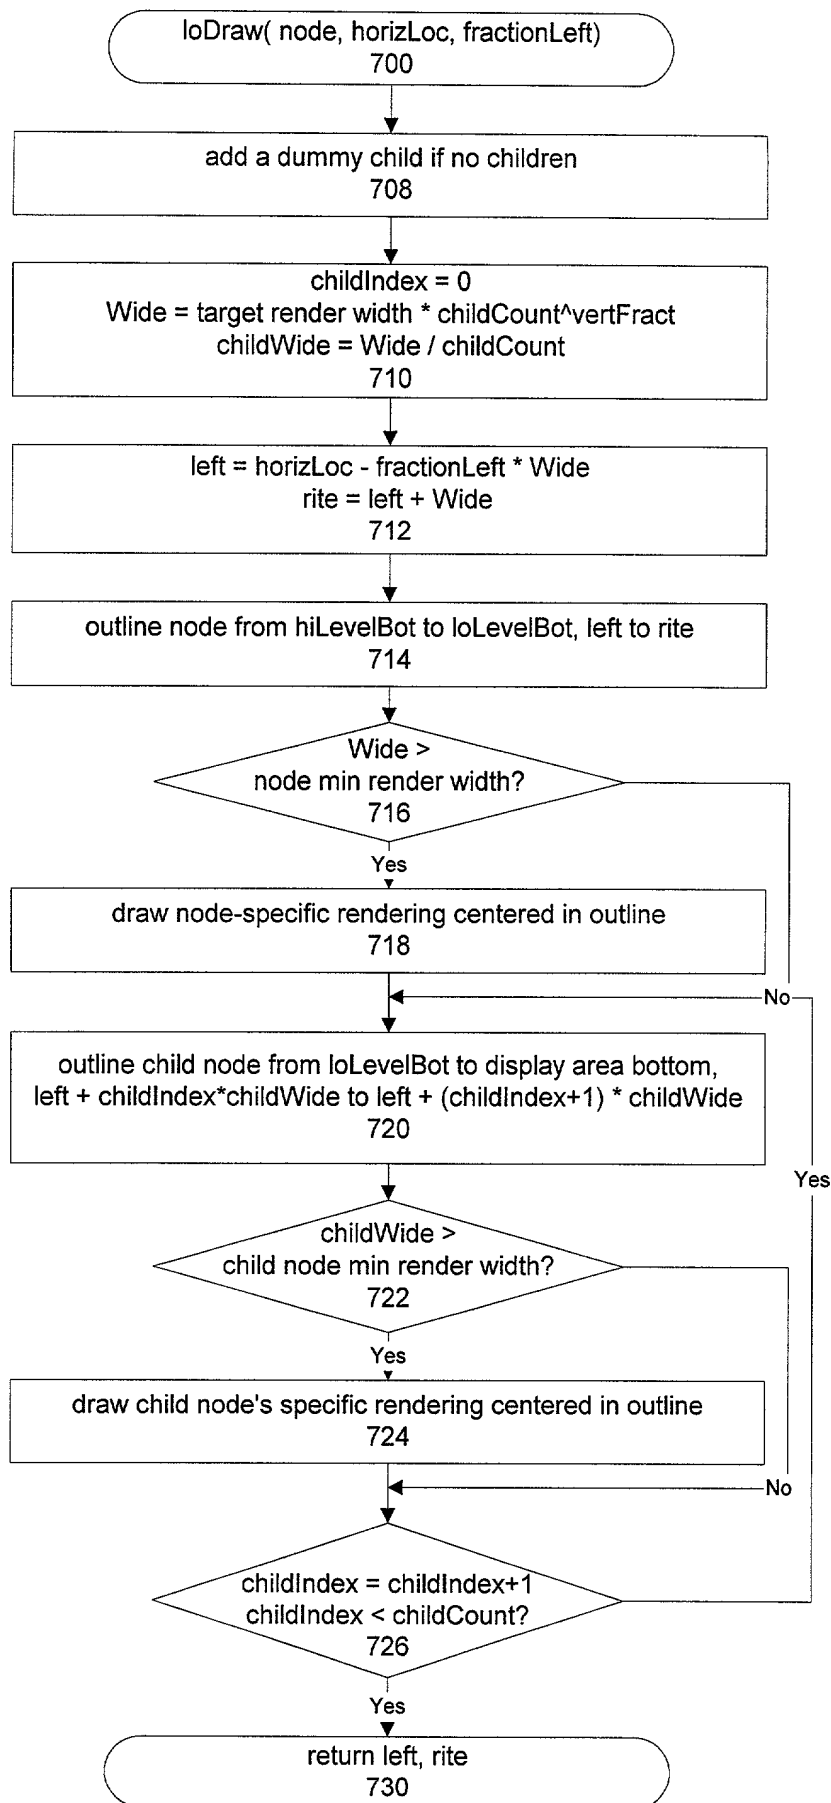 loDraw( node, horizLoc, fractionLeft)
700
add a dummy child if no children
708
childIndex = 0
Wide = target render width * childCount^vertFract
childWide = Wide / childCount
710
left = horizLoc - fractionLeft * Wide
rite = left + Wide
712
outline node from hiLevelBot to loLevelBot, left to rite
714
Wide >
node min render width?
716
Yes
draw node-specific rendering centered in outline
718
No
outline child node from loLevelBot to display area bottom,
left + childIndex*childWide to left + (childIndex+1) * childWide
720
Yes
childWide >
child node min render width?
722
Yes
draw child node's specific rendering centered in outline
724
No
childIndex = childIndex+1
childIndex < childCount?
726
Yes
return left, rite
730